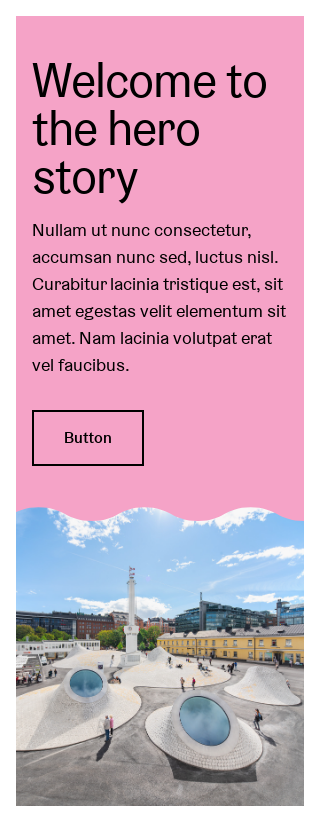 Welcome to
the hero
story
Nullam ut nunc consectetur,
accumsan nunc sed, luctus nisl.
Curabitur lacinia tristique est, sit
amet egestas velit elementum sit
amet. Nam lacinia volutpat erat
vel faucibus.
Button